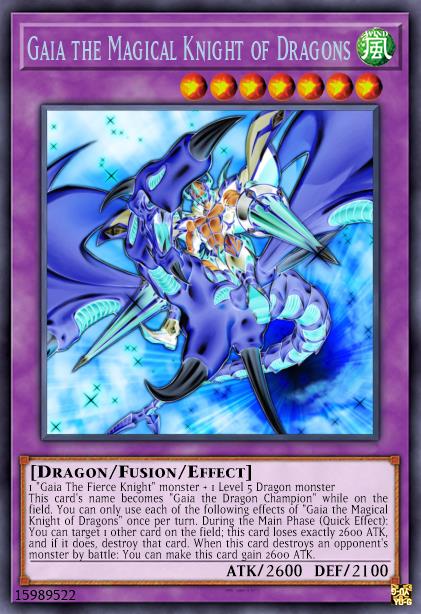 Gaia the Magical Knight of Dragons
WIND
風
[Dragon/Fusion/Effect]
1 "Gaia The Fierce Knight" monster + 1 Level 5 Dragon monster
This card's name becomes "Gaia the Dragon Champion" while on the
field. You can only use each of the following effects of "Gaia the Magical
Knight of Dragons" once per turn. During the Main Phase (Quick Effect):
You can target 1 other card on the field; this card loses exactly 2600 ATK,
and if it does, destroy that card. When this card destroys an opponent's
monster by battle: You can make this card gain 2600 ATK.
ATK/2600 DEF/2100
15989522